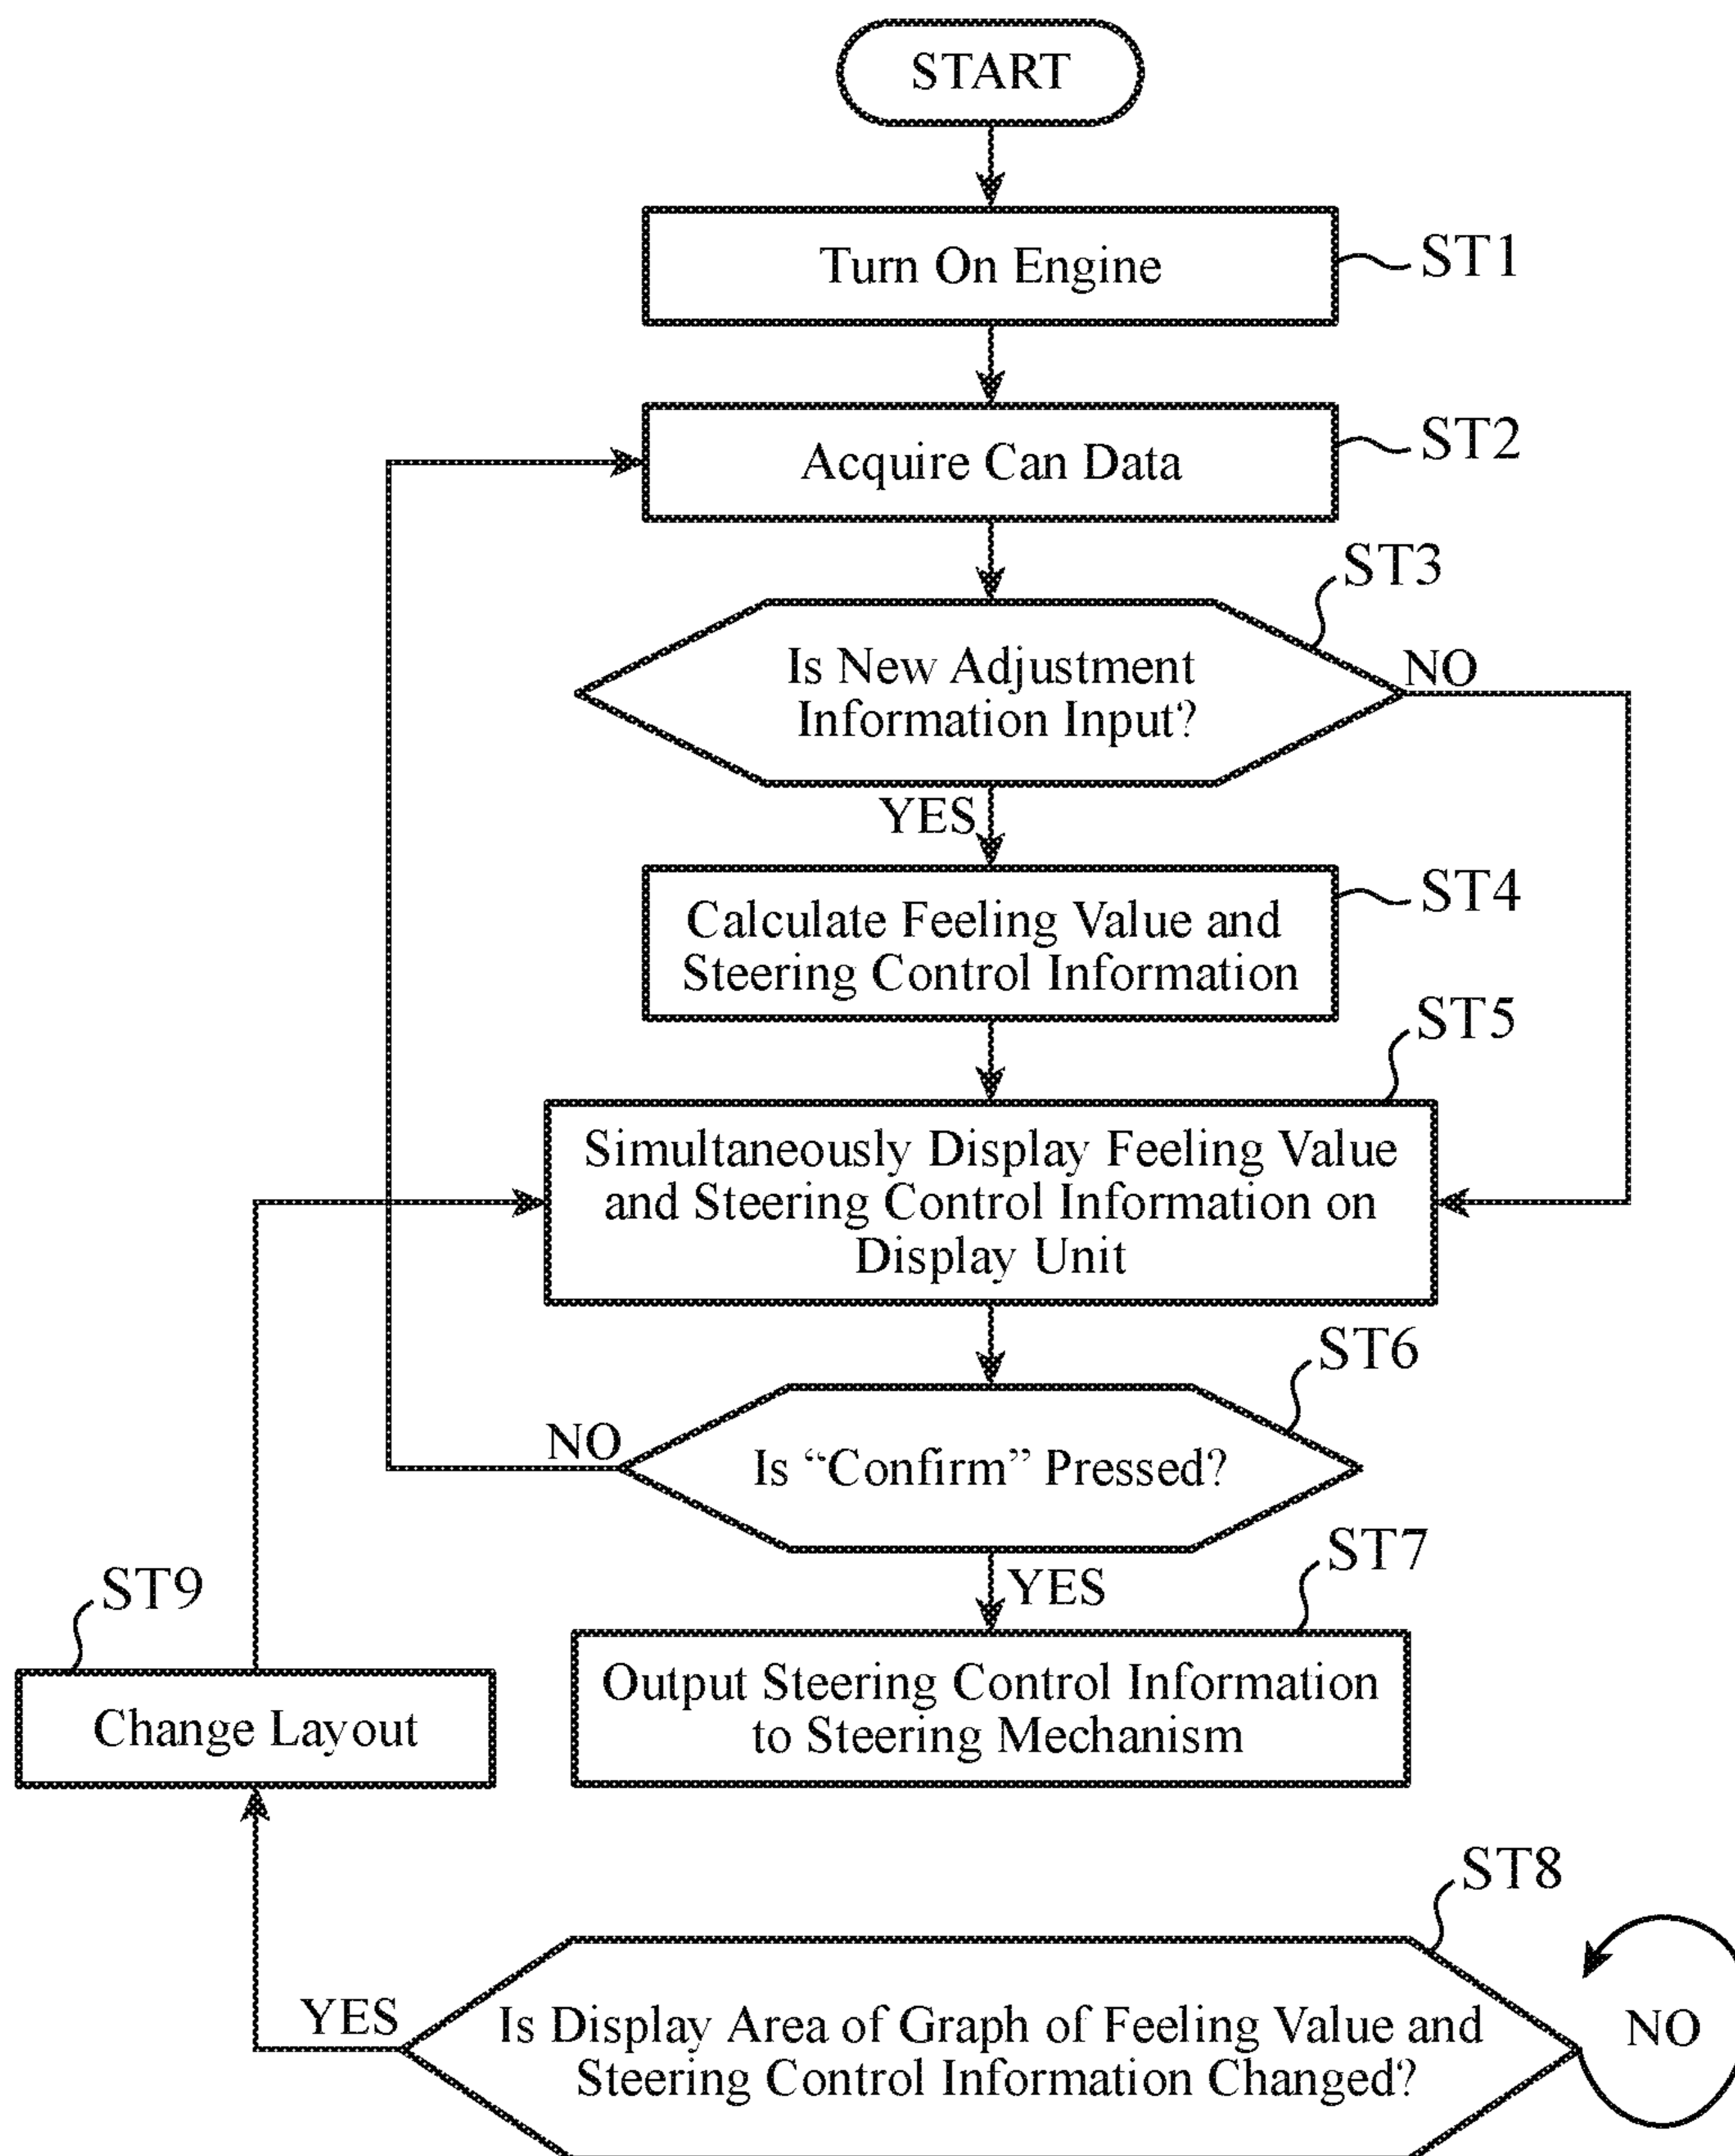 START
Turn On Engine
ST1
Acquire Can Data
ST2
ST3
Is New Adjustment
Information Input?
NO
YES
Calculate Feeling Value and
Steering Control Information
ST4
ST5
Simultaneously Display Feeling Value
and Steering Control Information on
Display Unit
ST6
NO
Is “Confirm” Pressed?
YES
ST7
ST9
Output Steering Control Information
to Steering Mechanism
Change Layout
ST8
YES
Is Display Area of Graph of Feeling Value and
Steering Control Information Changed?
NO